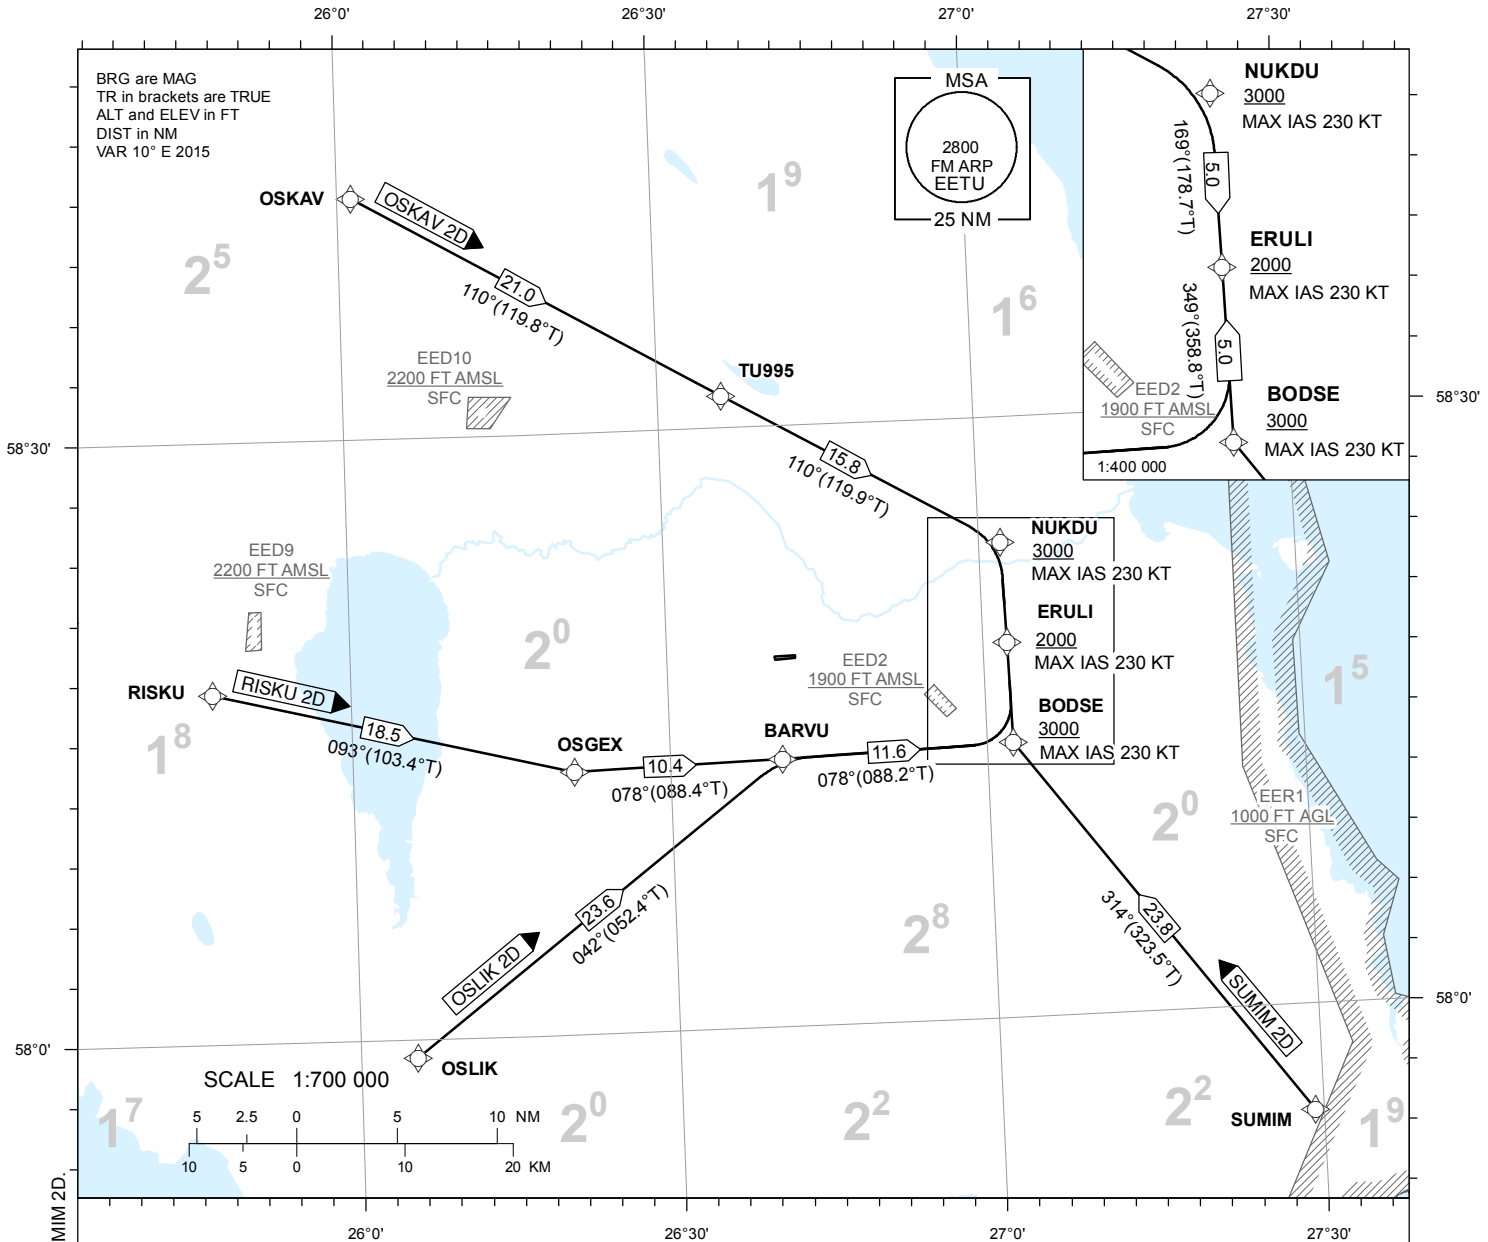 26°0'
26°30'
27°0'
27°30'
BRG are MAG
TR in brackets are TRUE
ALT and ELEV in FT
DIST in NM
VAR 10° E 2015
MSA
2800
FM ARP
EETU
25 NM
NUKDU
3000
MAX IAS 230 KT
169°(178.7°T)
5.0
ERULI
2000
MAX IAS 230 KT
349°(358.8°T)
5.0
BODSE
3000
MAX IAS 230 KT
EED2
1900 FT AMSL
SFC
1:400 000
OSKAV
OSKAV 2D
1⁹
2⁵
21.0
110°(119.8°T)
1⁶
EED10
2200 FT AMSL
SFC
TU995
58°30'
58°30'
15.8
110°(119.9°T)
NUKDU
3000
MAX IAS 230 KT
EED9
2200 FT AMSL
SFC
ERULI
2000
MAX IAS 230 KT
2⁰
EED2
1900 FT AMSL
SFC
1⁵
RISKU
RISKU 2D
1⁸
18.5
093°(103.4°T)
OSGEX
10.4
078°(088.4°T)
BARVU
11.6
078°(088.2°T)
BODSE
3000
MAX IAS 230 KT
EER1
1000 FT AGL
SFC
2⁰
23.6
042°(052.4°T)
2⁸
23.8
314°(323.5°T)
OSLIK 2D
SUMIM 2D
58°0'
58°0'
OSLIK
SCALE 1:700 000
5 2.5 0 5 10 NM
10 5 0 10 20 KM
1⁷
2⁰
2²
2²
SUMIM
1⁹
MIM 2D.
26°0'
26°30'
27°0'
27°30'